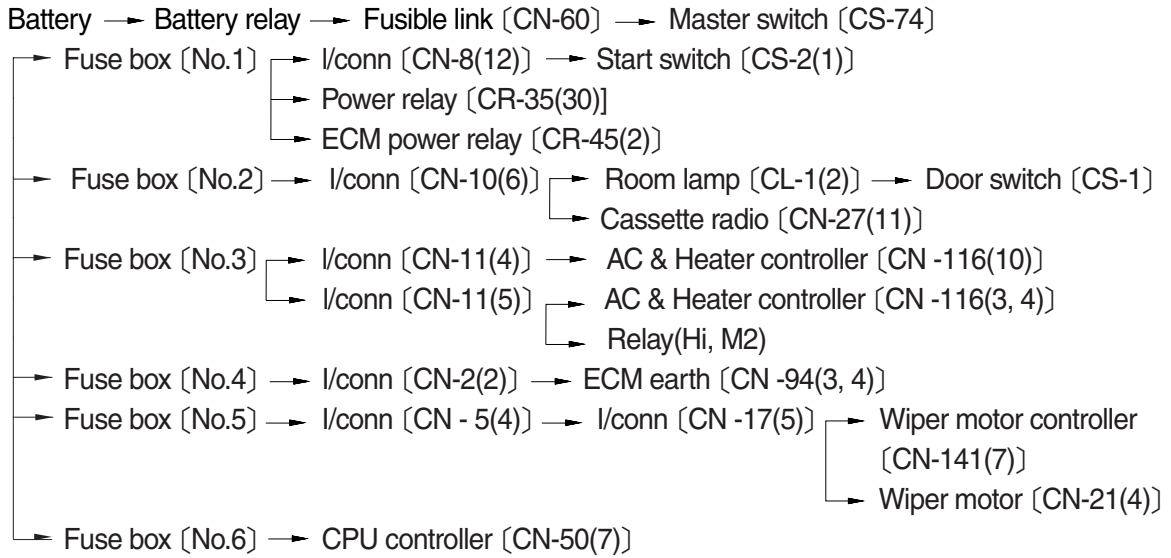 Battery → Battery relay → Fusible link〔CN-60〕 → Master switch〔CS-74〕
Fuse box〔No.1〕 → I/conn〔CN-8(12)〕 → Start switch〔CS-2(1)〕
→ Power relay〔CR-35(30)]
→ ECM power relay〔CR-45(2)〕
Fuse box〔No.2〕 → I/conn〔CN-10(6)〕 → Room lamp〔CL-1(2)〕 → Door switch〔CS-1〕
→ Cassette radio〔CN-27(11)〕
Fuse box〔No.3〕 → I/conn〔CN-11(4)〕 → AC & Heater controller〔CN -116(10)〕
→ I/conn〔CN-11(5)〕 → AC & Heater controller〔CN -116(3, 4)〕
→ Relay(Hi, M2)
Fuse box〔No.4〕 → I/conn〔CN-2(2)〕 → ECM earth〔CN -94(3, 4)〕
Fuse box〔No.5〕 → I/conn〔CN - 5(4)〕 → I/conn〔CN -17(5)〕 → Wiper motor controller
〔CN-141(7)〕
→ Wiper motor〔CN-21(4)〕
Fuse box〔No.6〕 → CPU controller〔CN-50(7)〕